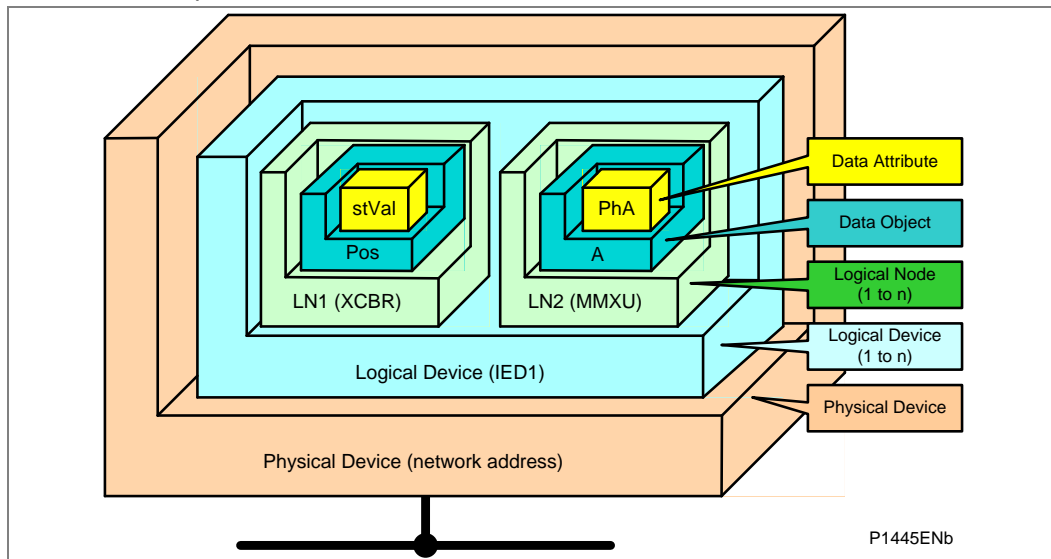 stVal
Pos
LN1 (XCBR)
PhA
A
LN2 (MMXU)
Logical Device (IED1)
Physical Device (network address)
Data Attribute
Data Object
Logical Node
(1 to n)
Logical Device
(1 to n)
Physical Device
P1445ENb